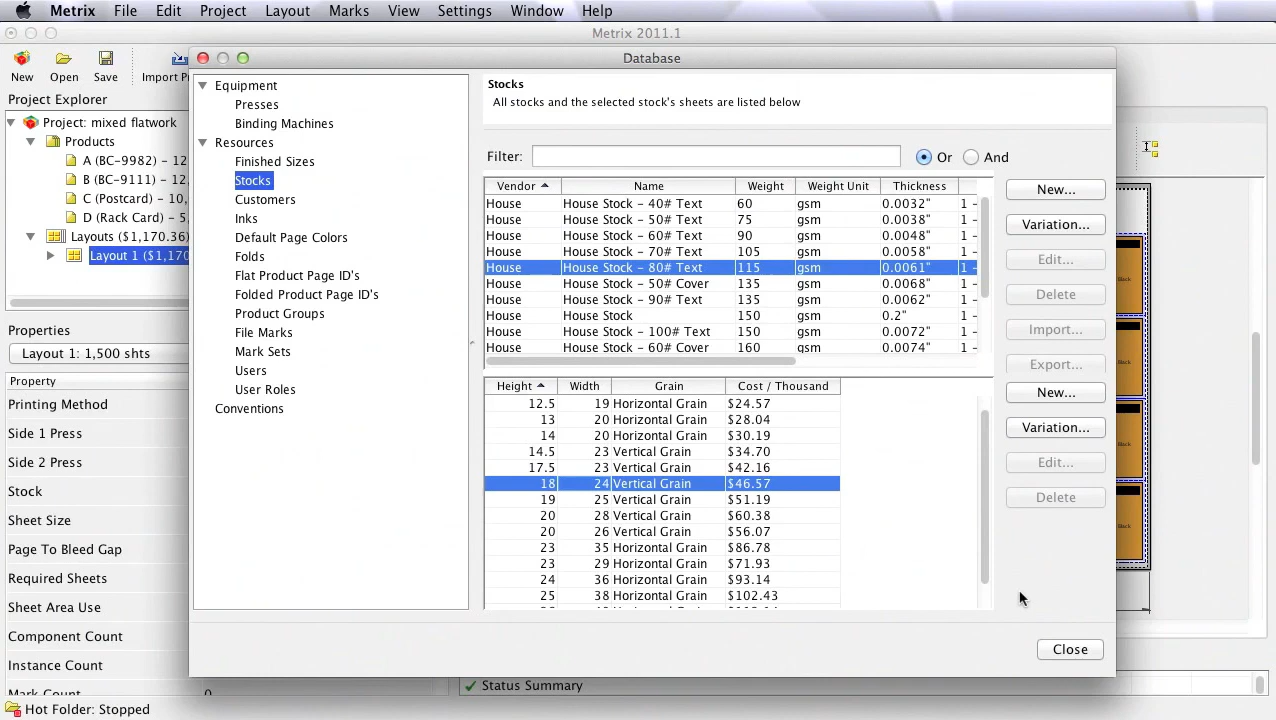 Metrix File Edit Project Layout Marks View Settings Window Help
Metrix 2011.1
Database
New Open Save Import P
Project Explorer
Project: mixed flatwork
Products
A (BC-9982) – 12
B (BC-9111) – 12,
C (Postcard) – 10,
D (Rack Card) – 5
Layouts ($1,170.36)
Layout 1 ($1,170
Properties
Layout 1: 1,500 shts
Property
Printing Method
Side 1 Press
Side 2 Press
Stock
Sheet Size
Page To Bleed Gap
Required Sheets
Sheet Area Use
Component Count
Instance Count
Mark Count 0
Hot Folder: Stopped
Equipment
Presses
Binding Machines
Resources
Finished Sizes
Stocks
Customers
Inks
Default Page Colors
Folds
Flat Product Page ID's
Folded Product Page ID's
Product Groups
File Marks
Mark Sets
Users
User Roles
Conventions
Stocks
All stocks and the selected stock's sheets are listed below
Filter: Or And
Vendor Name Weight Weight Unit Thickness
House House Stock – 40# Text 60 gsm 0.0032" 1 –
House House Stock – 50# Text 75 gsm 0.0038" 1 –
House House Stock – 60# Text 90 gsm 0.0048" 1 –
House House Stock – 70# Text 105 gsm 0.0058" 1 –
House House Stock – 80# Text 115 gsm 0.0061" 1 –
House House Stock – 50# Cover 135 gsm 0.0068" 1 –
House House Stock – 90# Text 135 gsm 0.0062" 1 –
House House Stock 150 gsm 0.2" 1 –
House House Stock – 100# Text 150 gsm 0.0072" 1 –
House House Stock – 60# Cover 160 gsm 0.0074" 1 –
New...
Variation...
Edit...
Delete
Import...
Export...
Height Width Grain Cost / Thousand
12.5 19 Horizontal Grain $24.57
13 20 Horizontal Grain $28.04
14 20 Horizontal Grain $30.19
14.5 23 Vertical Grain $34.70
17.5 23 Vertical Grain $42.16
18 24 Vertical Grain $46.57
19 25 Vertical Grain $51.19
20 28 Vertical Grain $60.38
20 26 Vertical Grain $56.07
23 35 Horizontal Grain $86.78
23 29 Horizontal Grain $71.93
24 36 Horizontal Grain $93.14
25 38 Horizontal Grain $102.43
New...
Variation...
Edit...
Delete
Close
Status Summary